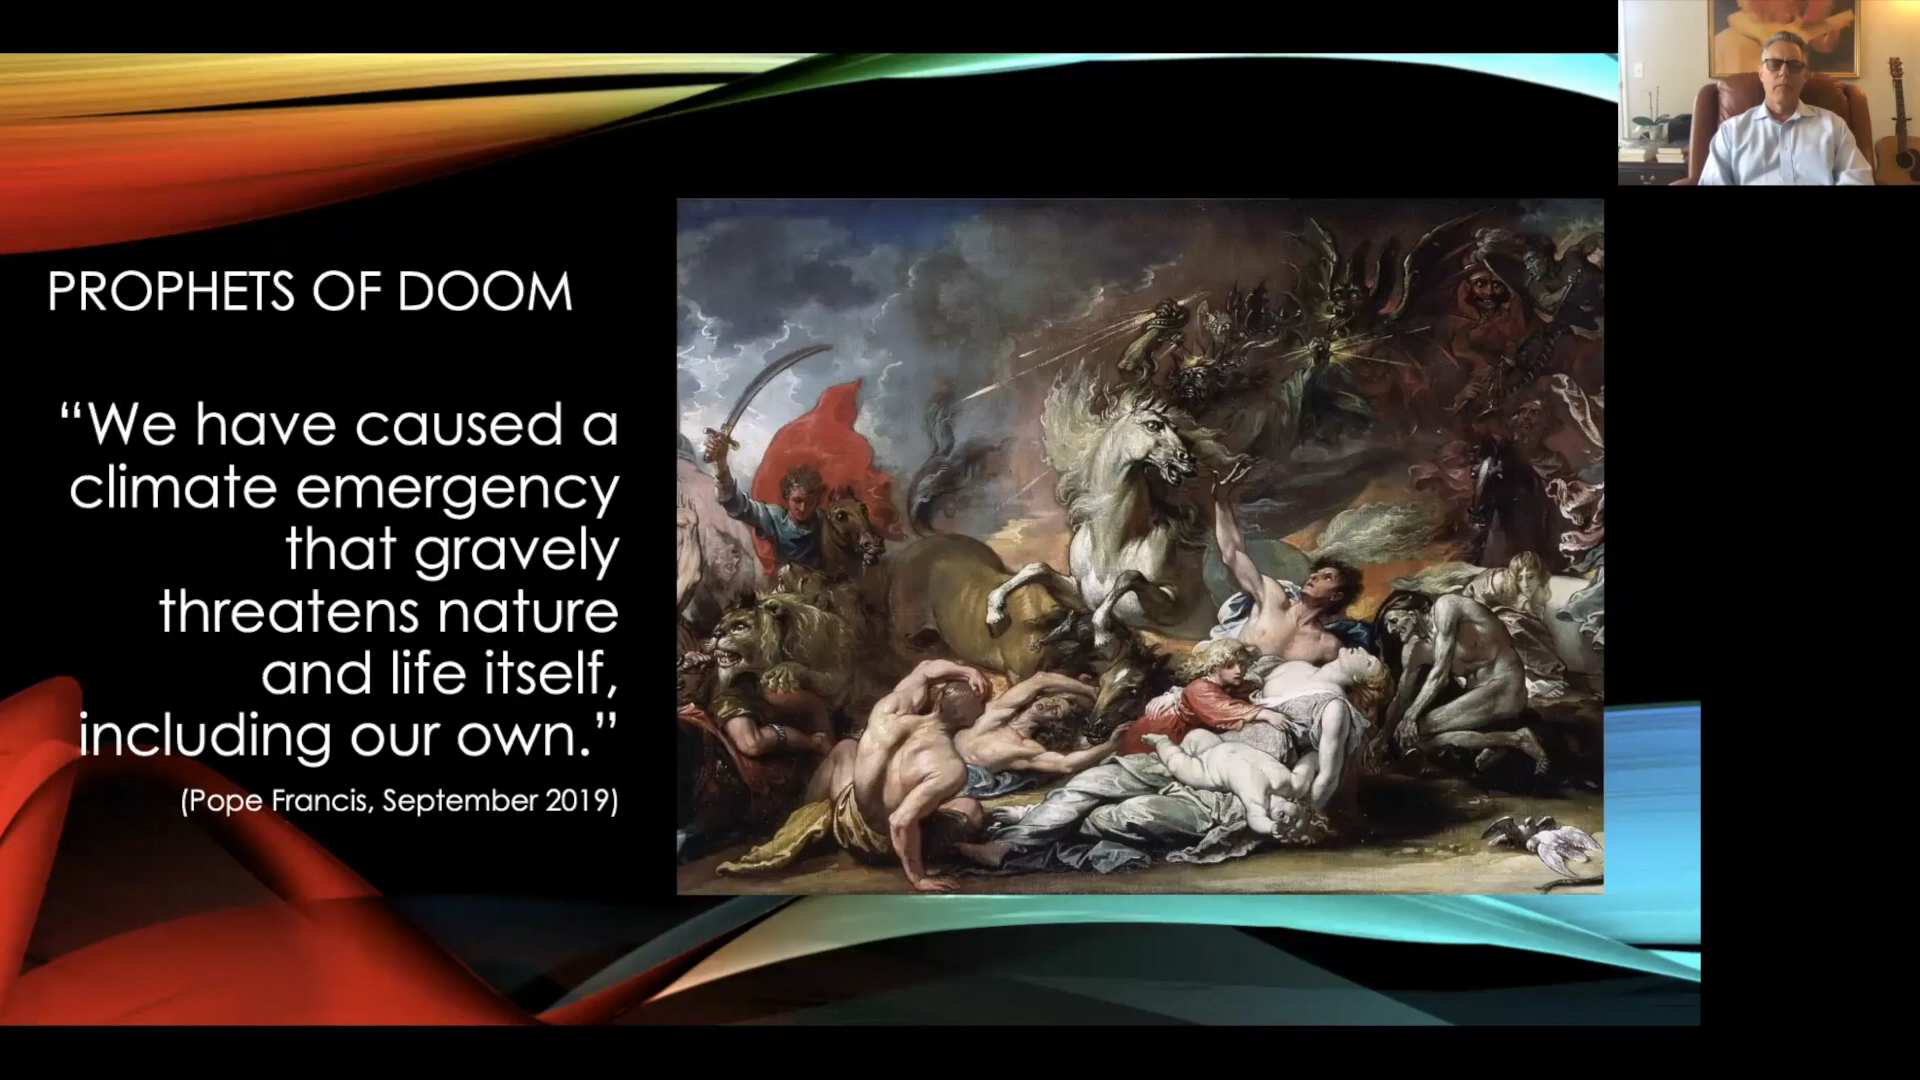 PROPHETS OF DOOM
“We have caused a
climate emergency
that gravely
threatens nature
and life itself,
including our own.”
(Pope Francis, September 2019)